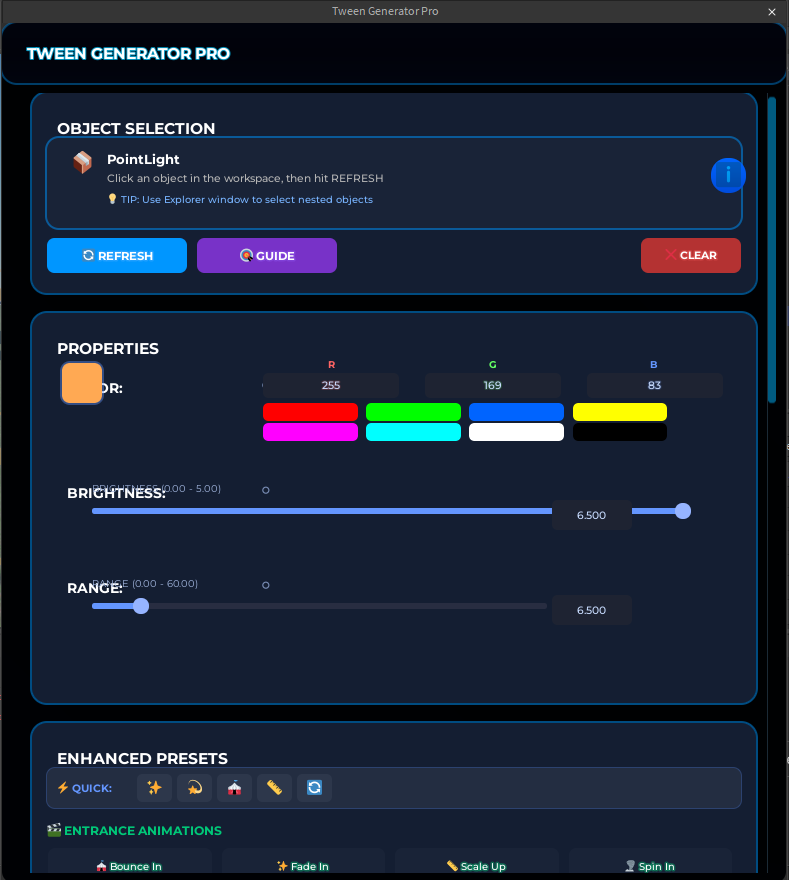 Tween Generator Pro
TWEEN GENERATOR PRO
OBJECT SELECTION
PointLight
Click an object in the workspace, then hit REFRESH
TIP: Use Explorer window to select nested objects
i
REFRESH
GUIDE
CLEAR
PROPERTIES
R
G
B
OR:
255
169
83
BRIGHTNESS (0.00 - 5.00)
BRIGHTNESS:
6.500
RANGE (0.00 - 60.00)
RANGE:
6.500
ENHANCED PRESETS
QUICK:
ENTRANCE ANIMATIONS
Bounce In
Fade In
Scale Up
Spin In